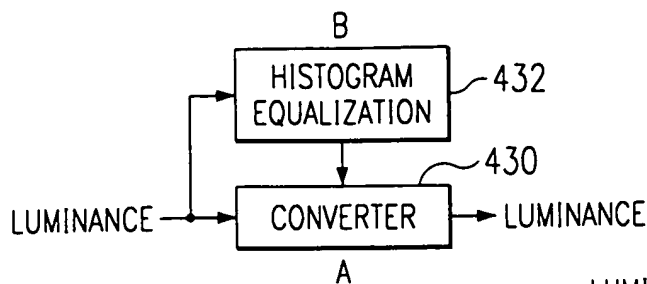 B
HISTOGRAM
EQUALIZATION
432
430
LUMINANCE
CONVERTER
LUMINANCE
A